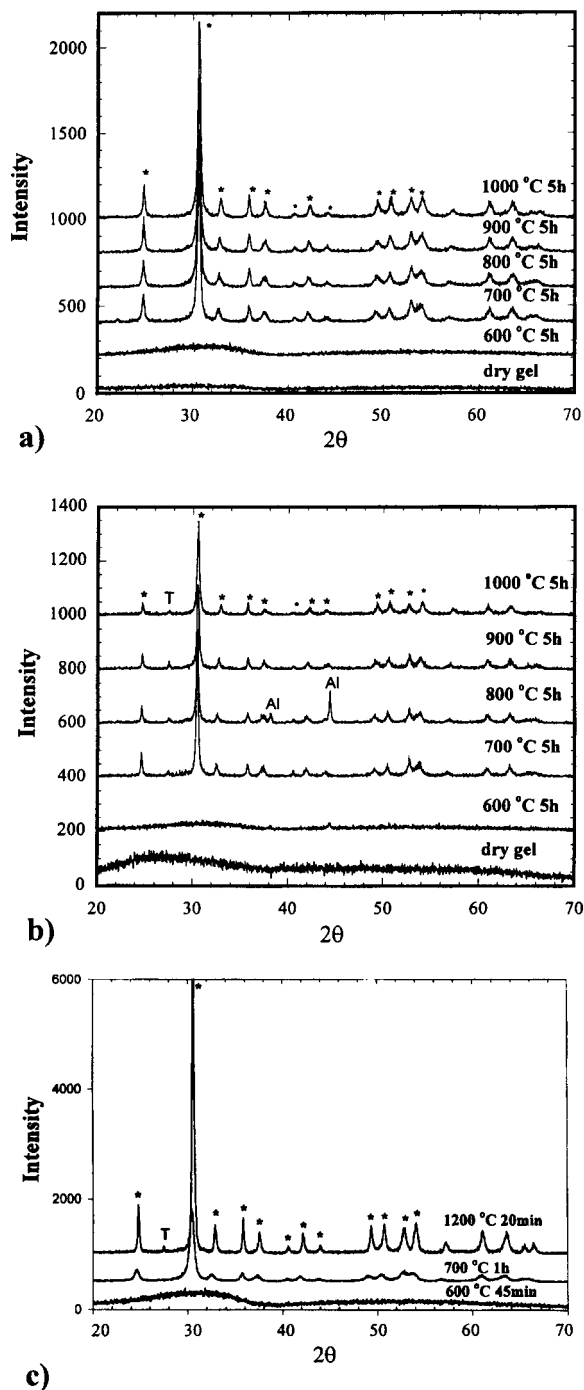 2000
1500
1000
500
0
Intensity
* * * * * * * * * * *
1000 °C 5h
900 °C 5h
800 °C 5h
700 °C 5h
600 °C 5h
dry gel
20 30 40 50 60 70
a) 2θ
1400
1200
1000
800
600
400
200
0
Intensity
* T * * * * * * * * * * *
1000 °C 5h
900 °C 5h
Al Al
800 °C 5h
700 °C 5h
600 °C 5h
dry gel
20 30 40 50 60 70
b) 2θ
6000
4000
2000
0
Intensity
* T * * * * * * * * * * *
1200 °C 20min
700 °C 1h
600 °C 45min
20 30 40 50 60 70
c) 2θ